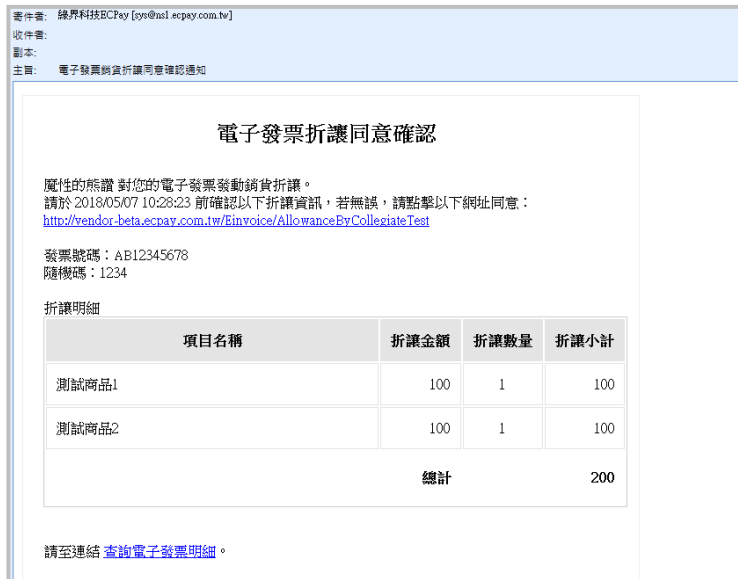 寄件者: 綠界科技ECPay [sys@ns1.ecpay.com.tw]
收件者:
副本:
主旨: 電子發票銷貨折讓同意確認通知
電子發票折讓同意確認
魔性的熊讚 對您的電子發票發動銷貨折讓。
請於 2018/05/07 10:28:23 前確認以下折讓資訊，若無誤，請點擊以下網址同意：
http://vendor-beta.ecpay.com.tw/Einvoice/AllowanceByCollegiateTest
發票號碼：AB12345678
隨機碼：1234
折讓明細
項目名稱 折讓金額 折讓數量 折讓小計
測試商品1 100 1 100
測試商品2 100 1 100
總計 200
請至連結 查詢電子發票明細。